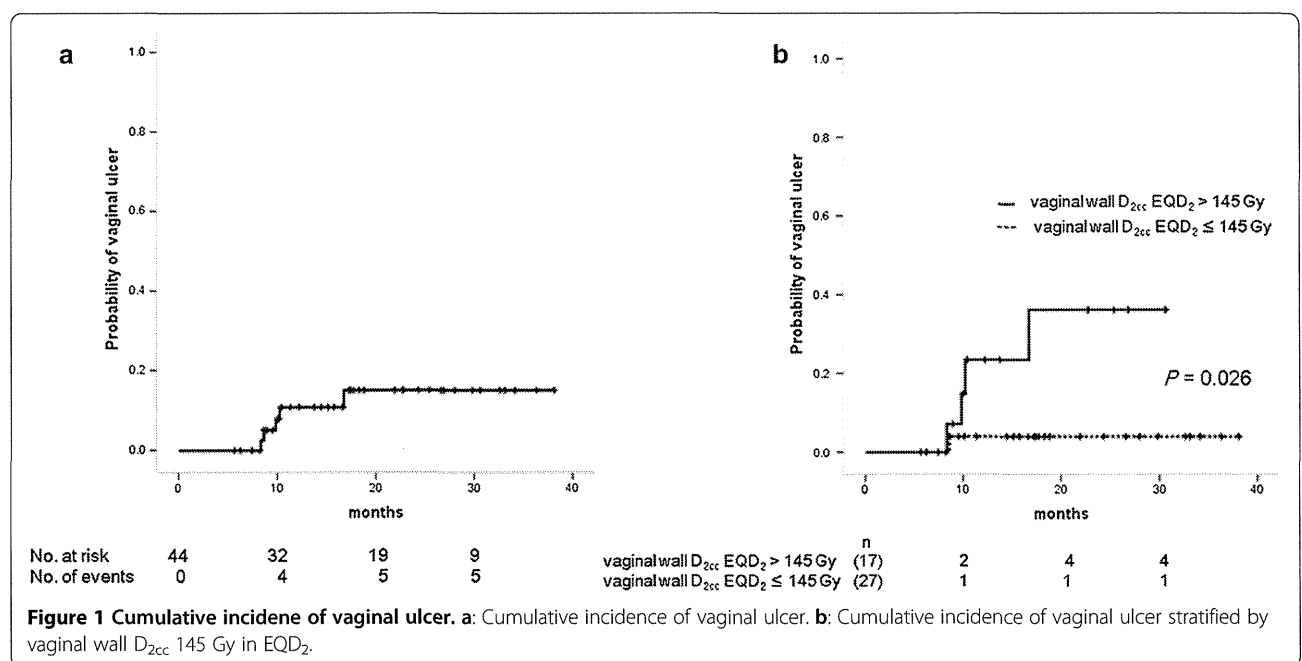 a
1.0
0.8
0.6
0.4
0.2
0.0
Probability of vaginal ulcer
0 10 20 30 40
months
No. at risk 44 32 19 9
No. of events 0 4 5 5
b
1.0
0.8
0.6
0.4
0.2
0.0
Probability of vaginal ulcer
vaginal wall D2cc EQD2 > 145 Gy
vaginal wall D2cc EQD2 ≤ 145 Gy
P = 0.026
0 10 20 30 40
months
n
vaginal wall D2cc EQD2 > 145 Gy (17) 2 4 4
vaginal wall D2cc EQD2 ≤ 145 Gy (27) 1 1 1
Figure 1 Cumulative incidene of vaginal ulcer. a: Cumulative incidence of vaginal ulcer. b: Cumulative incidence of vaginal ulcer stratified by
vaginal wall D2cc 145 Gy in EQD2.